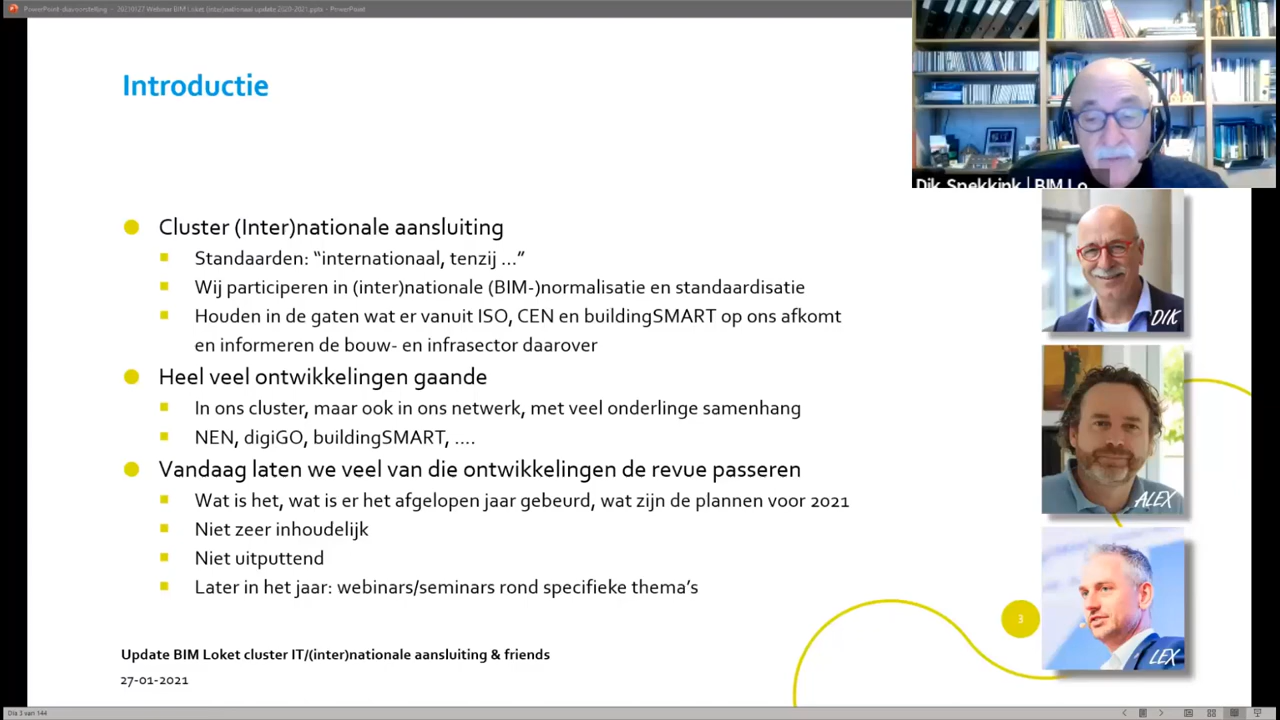 PowerPoint-diavoorstelling - 20210127 Webinar BIM Loket (inter)nationaal update 2020-2021.pptx - PowerPoint
Introductie
Cluster (Inter)nationale aansluiting
Standaarden: “internationaal, tenzij …”
Wij participeren in (inter)nationale (BIM-)normalisatie en standaardisatie
Houden in de gaten wat er vanuit ISO, CEN en buildingSMART op ons afkomt
en informeren de bouw- en infrasector daarover
Heel veel ontwikkelingen gaande
In ons cluster, maar ook in ons netwerk, met veel onderlinge samenhang
NEN, digiGO, buildingSMART, ….
Vandaag laten we veel van die ontwikkelingen de revue passeren
Wat is het, wat is er het afgelopen jaar gebeurd, wat zijn de plannen voor 2021
Niet zeer inhoudelijk
Niet uitputtend
Later in het jaar: webinars/seminars rond specifieke thema’s
Update BIM Loket cluster IT/(inter)nationale aansluiting & friends
27-01-2021
3
Dik Spekkink | BIM Lo
DIK
ALEX
LEX
Dia 3 van 144